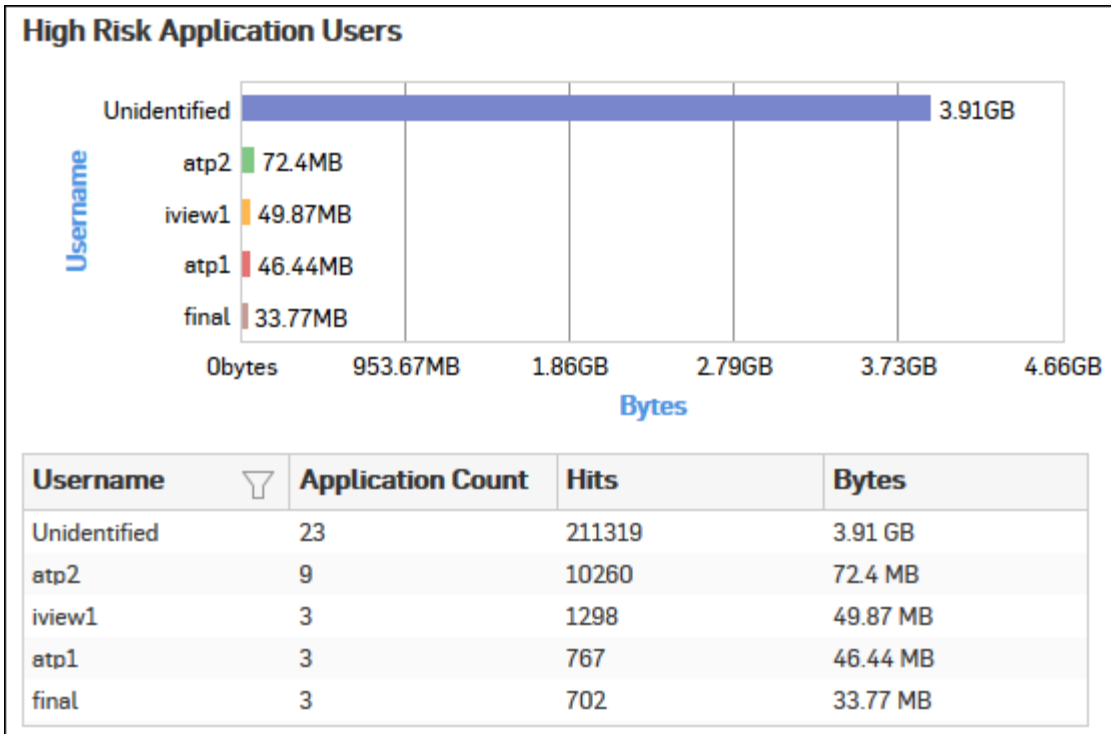 High Risk Application Users
Unidentified 3.91GB
atp2 72.4MB
iview1 49.87MB
atp1 46.44MB
final 33.77MB
Username
0bytes 953.67MB 1.86GB 2.79GB 3.73GB 4.66GB
Bytes
Username Application Count Hits Bytes
Unidentified 23 211319 3.91 GB
atp2 9 10260 72.4 MB
iview1 3 1298 49.87 MB
atp1 3 767 46.44 MB
final 3 702 33.77 MB